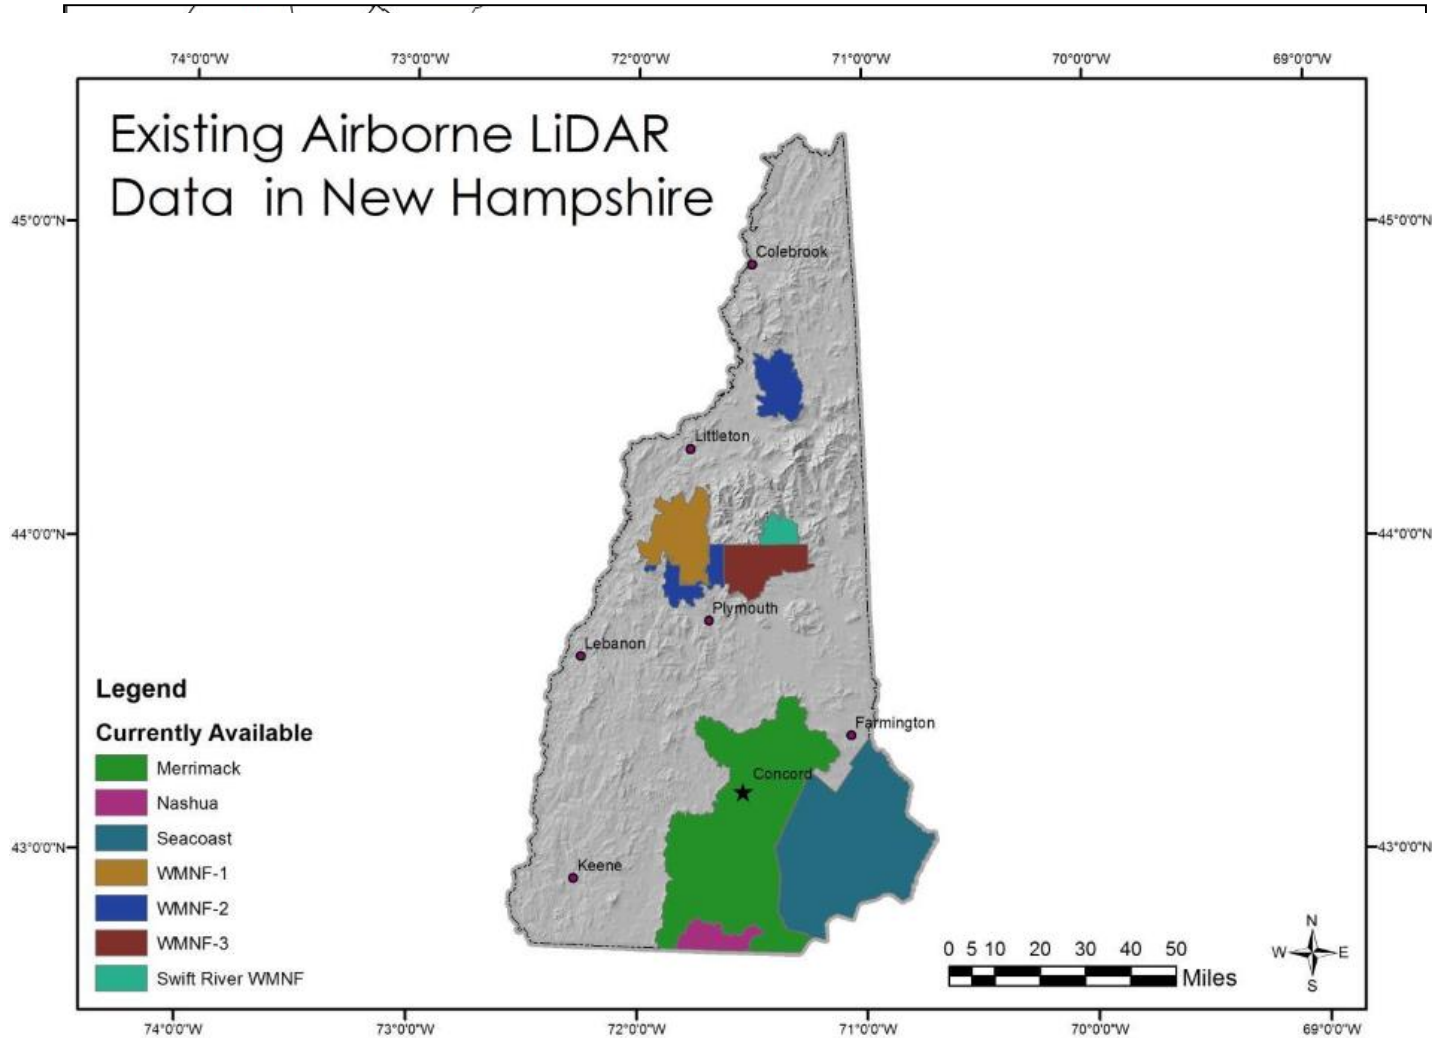 74°0'0"W 73°0'0"W 72°0'0"W 71°0'0"W 70°0'0"W 69°0'0"W
Existing Airborne LiDAR
Data in New Hampshire
45°0'0"N 45°0'0"N
Colebrook
Littleton
44°0'0"N 44°0'0"N
Plymouth
Lebanon
Legend
Farmington
Currently Available
Merrimack
Concord
Nashua
Seacoast
43°0'0"N 43°0'0"N
WMNF-1
Keene
WMNF-2
WMNF-3
Swift River WMNF
0 5 10 20 30 40 50
Miles
N
W E
S
74°0'0"W 73°0'0"W 72°0'0"W 71°0'0"W 70°0'0"W 69°0'0"W